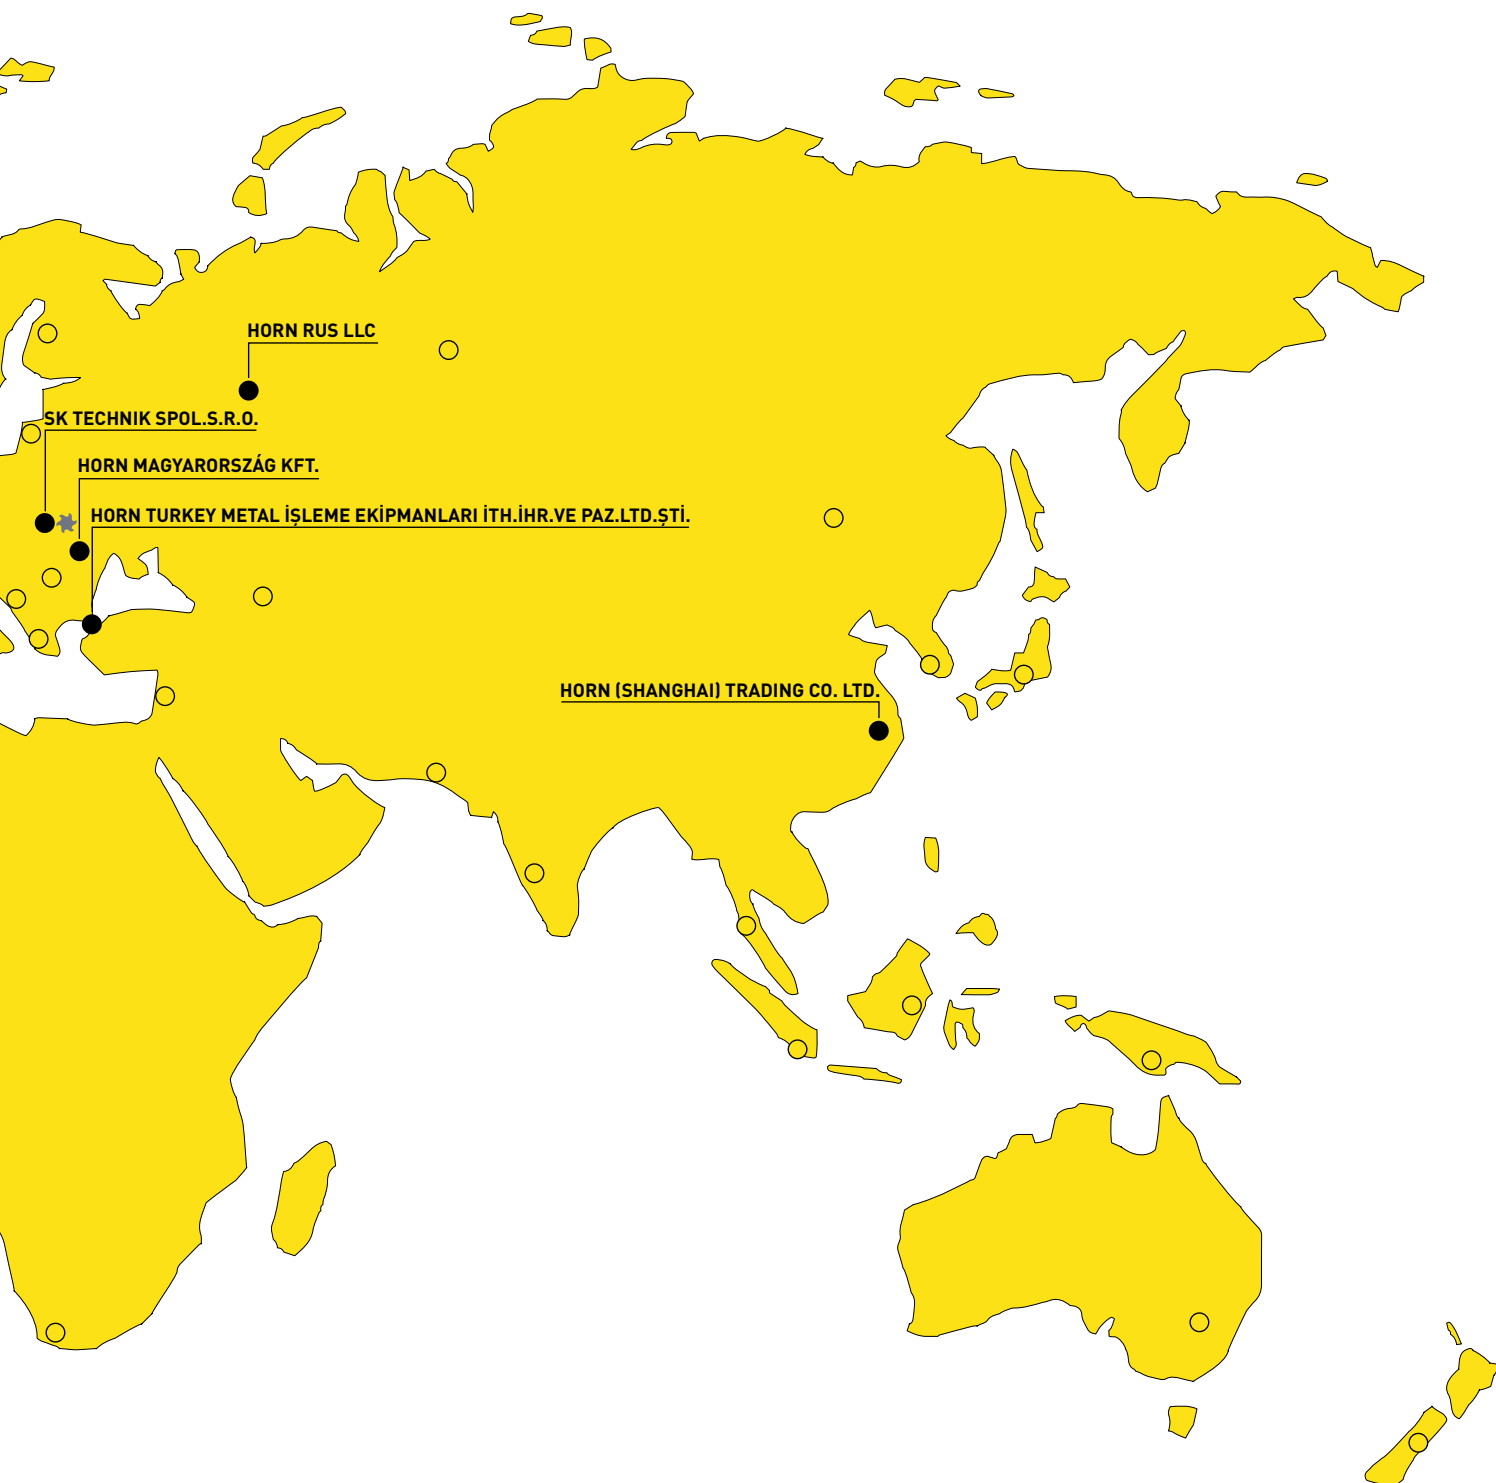 HORN RUS LLC
SK TECHNIK SPOL.S.R.O.
HORN MAGYARORSZÁG KFT.
HORN TURKEY METAL İŞLEME EKİPMANLARI İTH.İHR.VE PAZ.LTD.ŞTİ.
HORN (SHANGHAI) TRADING CO. LTD.